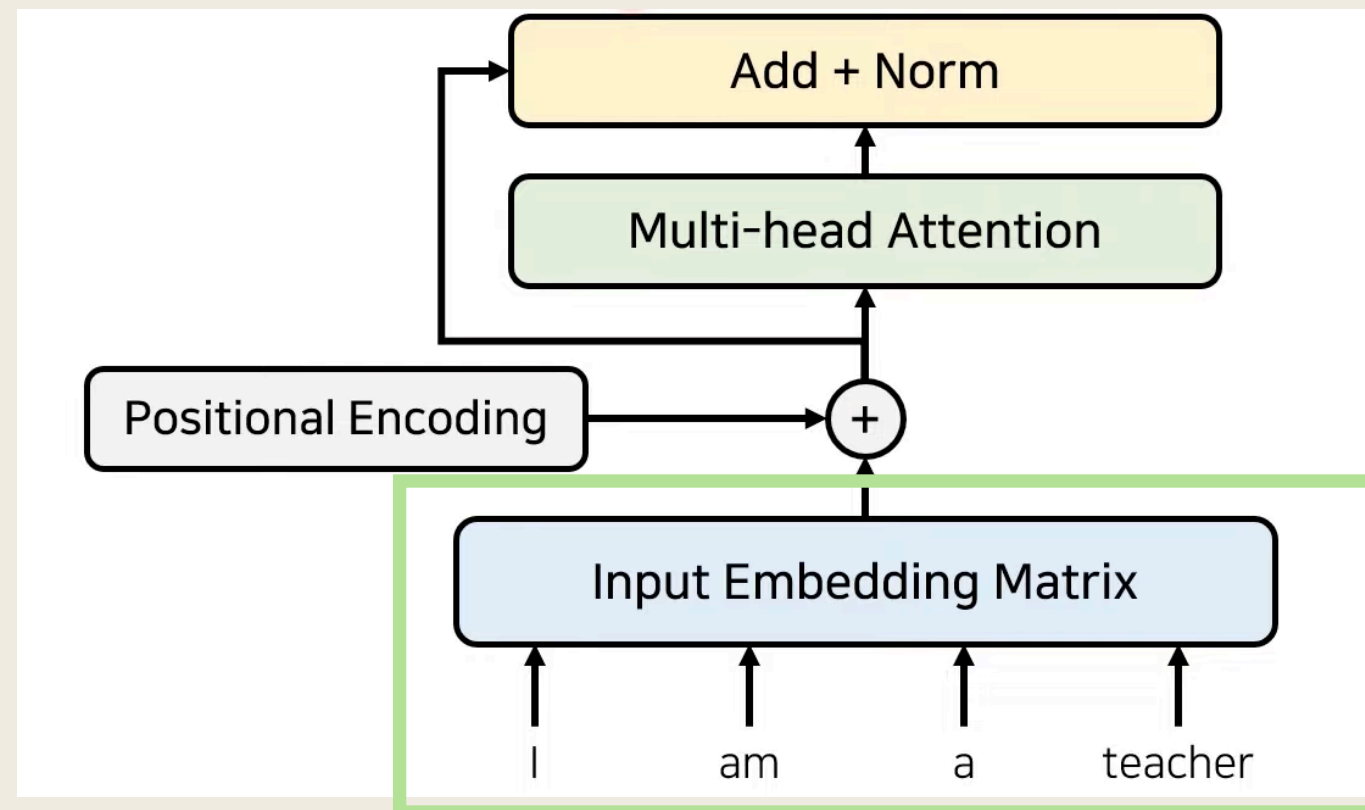 Add + Norm
Multi-head Attention
Positional Encoding
+
Input Embedding Matrix
I am a teacher